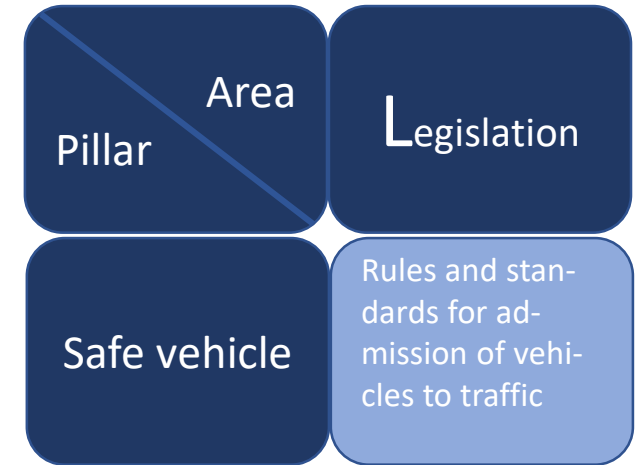 Area
Pillar
Legislation
Safe vehicle
Rules and stan-
dards for ad-
mission of vehi-
cles to traffic